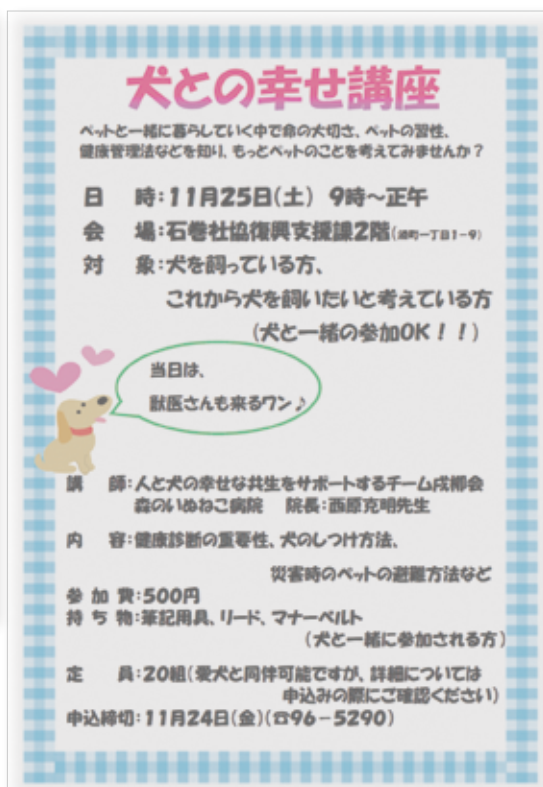 犬との幸せ講座
ペットと一緒に暮らしていく中で命の大切さ、ペットの習性、
健康管理法などを知り、もっとペットのことを考えてみませんか？
日　時：11月25日(土)　9時～正午
会　場：石巻社協復興支援課2階(湊町一丁目1-9)
対　象：犬を飼っている方、
これから犬を飼いたいと考えている方
(犬と一緒の参加OK！！)
当日は、
獣医さんも来るワン♪
講　師：人と犬の幸せな共生をサポートするチーム戌柳会
森のいぬねこ病院　院長：西原克明先生
内　容：健康診断の重要性、犬のしつけ方法、
災害時のペットの避難方法など
参加費：500円
持ち物：筆記用具、リード、マナーベルト
(犬と一緒に参加される方)
定　員：20組(愛犬と同伴可能ですが、詳細については
申込みの際にご確認ください)
申込締切：11月24日(金)(☎96-5290)